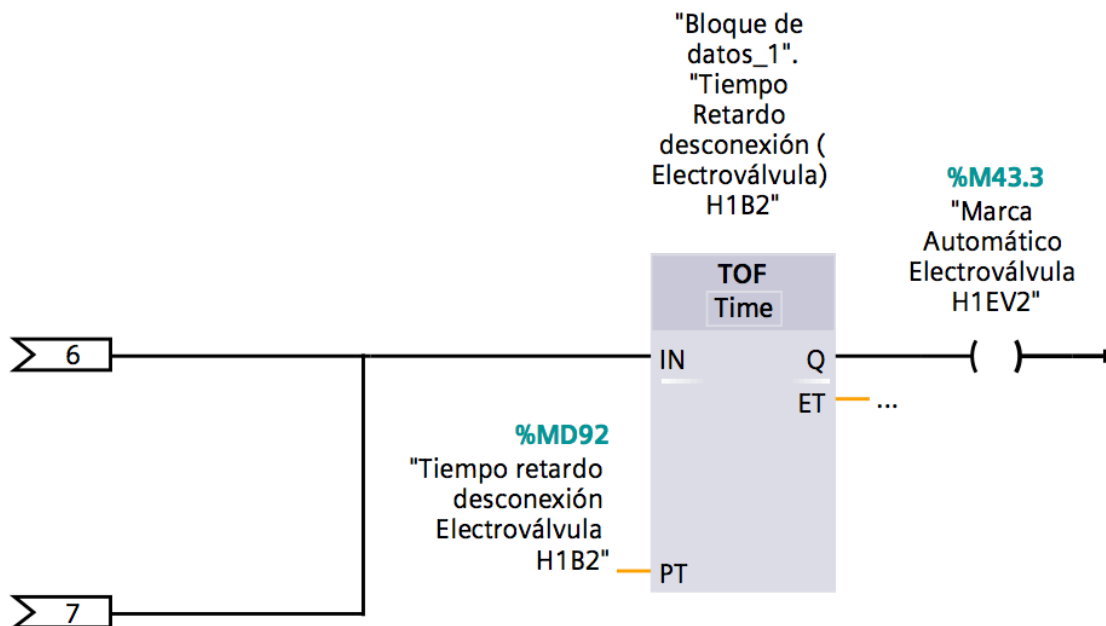 "Bloque de
datos_1".
"Tiempo
Retardo
desconexión (
Electroválvula)
H1B2"
%M43.3
"Marca
Automático
Electroválvula
H1EV2"
TOF
Time
6
IN
Q
ET
...
%MD92
"Tiempo retardo
desconexión
Electroválvula
H1B2"
PT
7